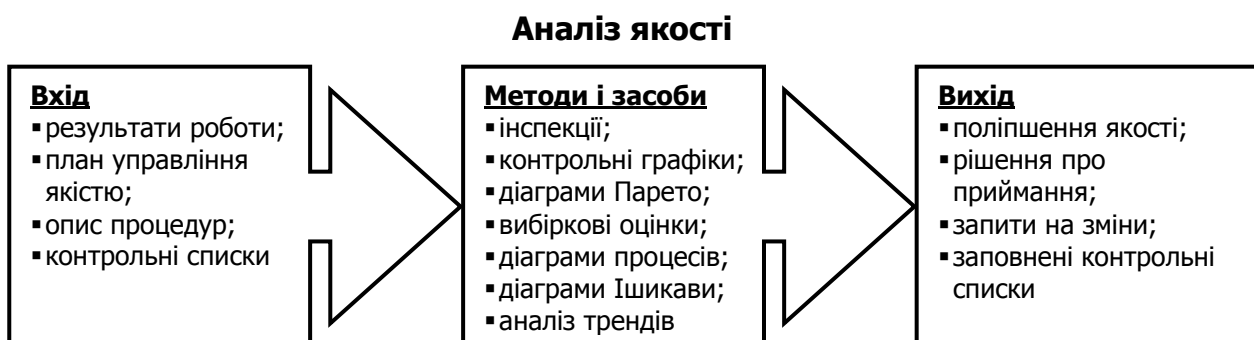 Аналіз якості
Вхід
▪результати роботи;
▪план управління
якістю;
▪опис процедур;
▪контрольні списки
Методи і засоби
▪інспекції;
▪контрольні графіки;
▪діаграми Парето;
▪вибіркові оцінки;
▪діаграми процесів;
▪діаграми Ішикави;
▪аналіз трендів
Вихід
▪поліпшення якості;
▪рішення про
приймання;
▪запити на зміни;
▪заповнені контрольні
списки